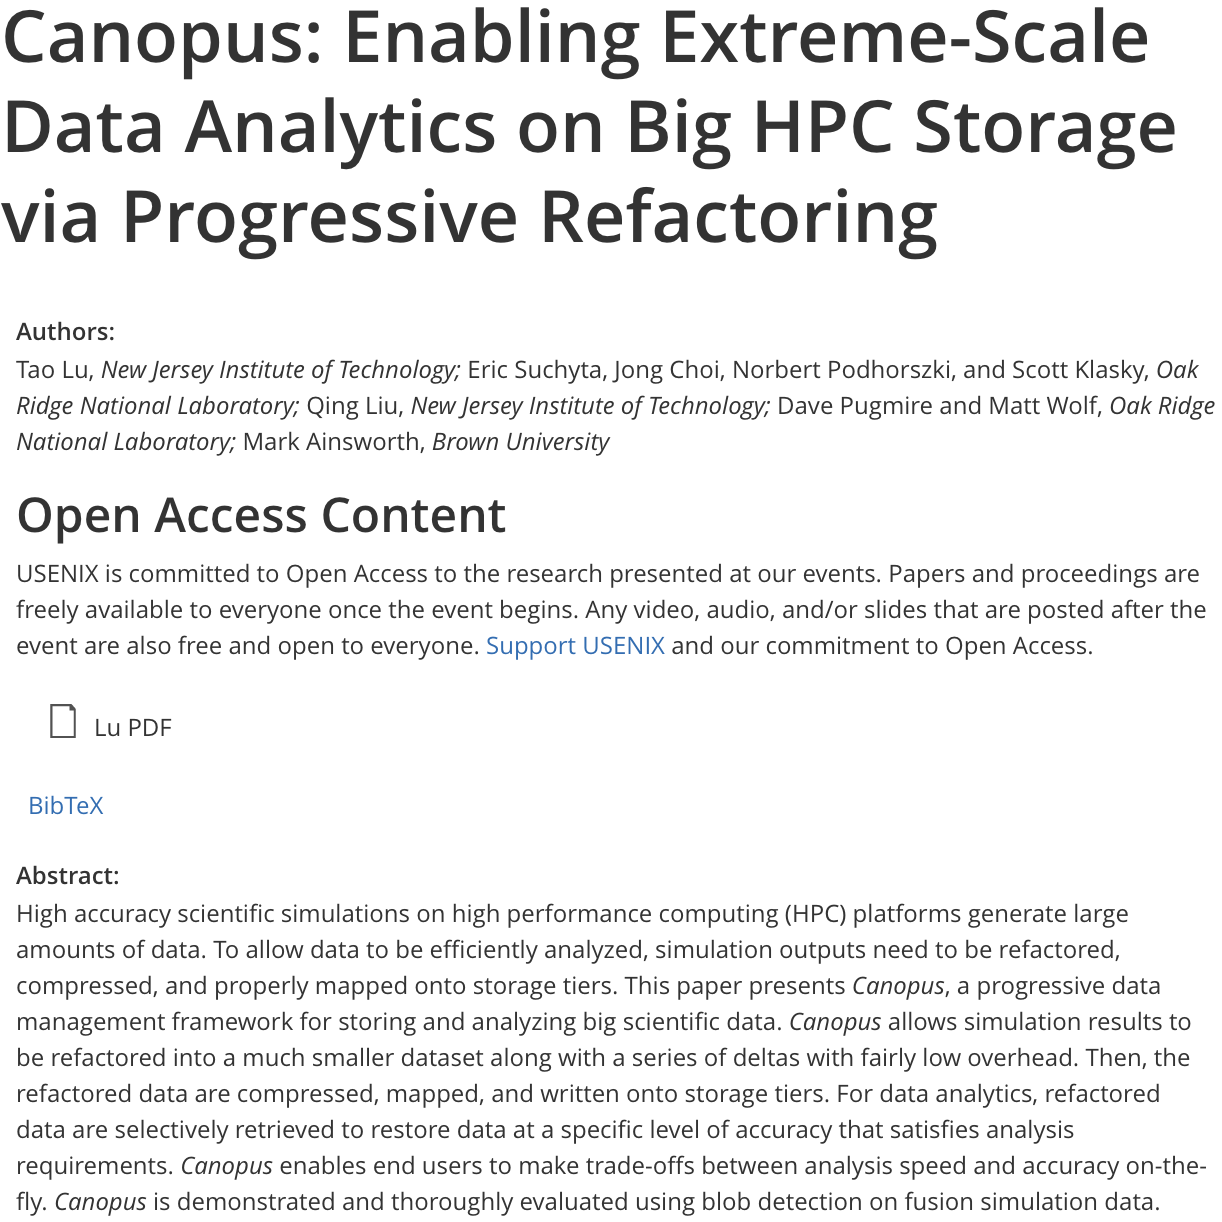 Canopus: Enabling Extreme-Scale
Data Analytics on Big HPC Storage
via Progressive Refactoring
Authors:
Tao Lu, New Jersey Institute of Technology; Eric Suchyta, Jong Choi, Norbert Podhorszki, and Scott Klasky, Oak
Ridge National Laboratory; Qing Liu, New Jersey Institute of Technology; Dave Pugmire and Matt Wolf, Oak Ridge
National Laboratory; Mark Ainsworth, Brown University
Open Access Content
USENIX is committed to Open Access to the research presented at our events. Papers and proceedings are
freely available to everyone once the event begins. Any video, audio, and/or slides that are posted after the
event are also free and open to everyone. Support USENIX and our commitment to Open Access.
Lu PDF
BibTeX
Abstract:
High accuracy scientific simulations on high performance computing (HPC) platforms generate large
amounts of data. To allow data to be efficiently analyzed, simulation outputs need to be refactored,
compressed, and properly mapped onto storage tiers. This paper presents Canopus, a progressive data
management framework for storing and analyzing big scientific data. Canopus allows simulation results to
be refactored into a much smaller dataset along with a series of deltas with fairly low overhead. Then, the
refactored data are compressed, mapped, and written onto storage tiers. For data analytics, refactored
data are selectively retrieved to restore data at a specific level of accuracy that satisfies analysis
requirements. Canopus enables end users to make trade-offs between analysis speed and accuracy on-the-
fly. Canopus is demonstrated and thoroughly evaluated using blob detection on fusion simulation data.